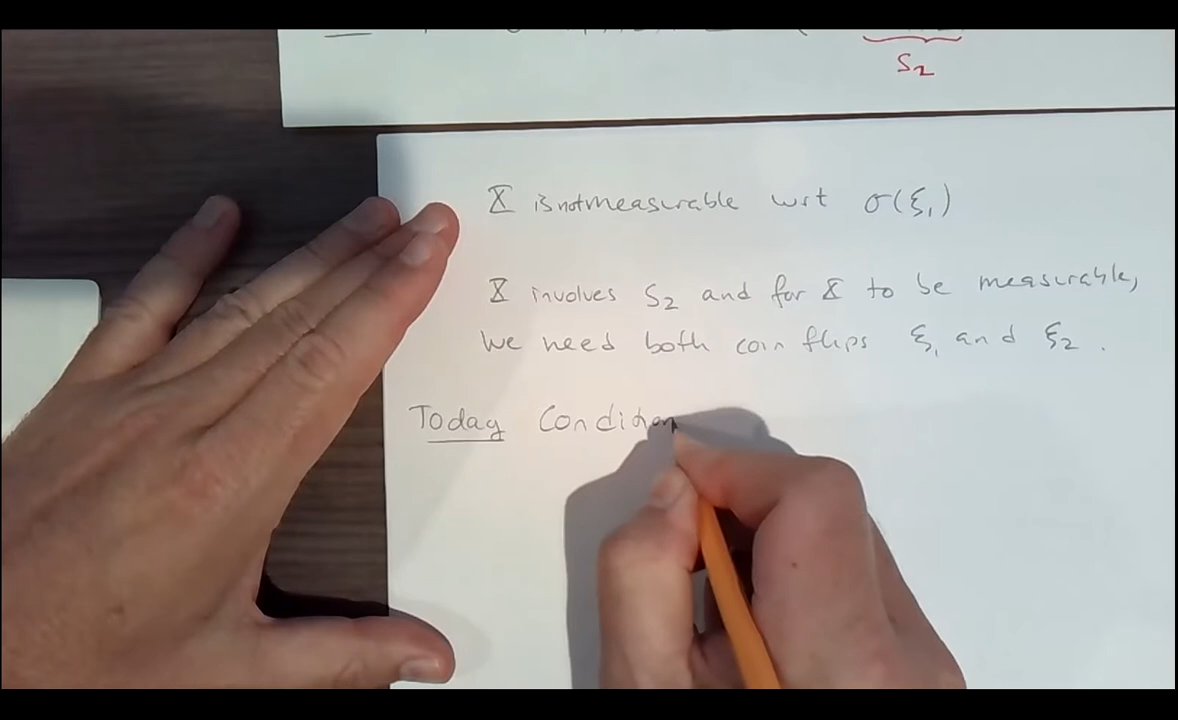 S₂
X is not measurable wrt σ(ξ₁)
X involves S₂ and for X to be measurable,
we need both coin flips ξ₁ and ξ₂.
Today Condition